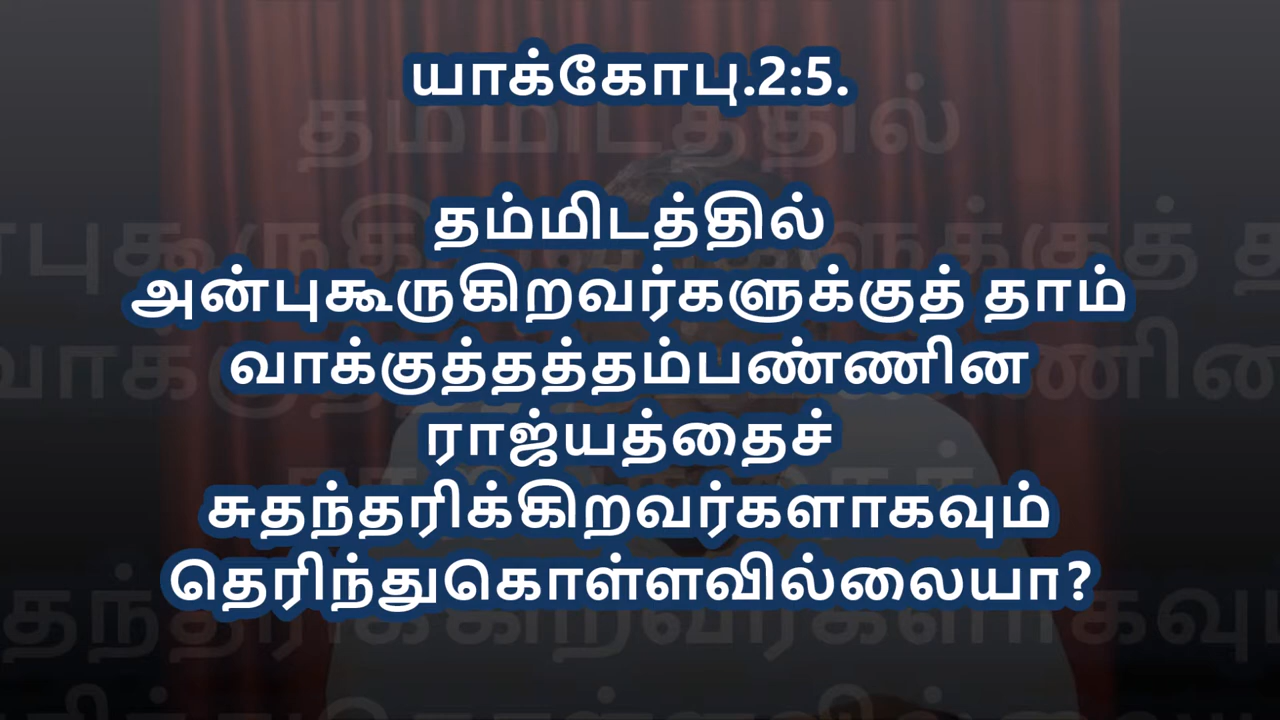 யாக்கோபு.2:5.
தம்மிடத்தில்
அன்புகூருகிறவர்களுக்குத் தாம்
வாக்குத்தத்தம்பண்ணின
ராஜ்யத்தைச்
சுதந்தரிக்கிறவர்களாகவும்
தெரிந்துகொள்ளவில்லையா?